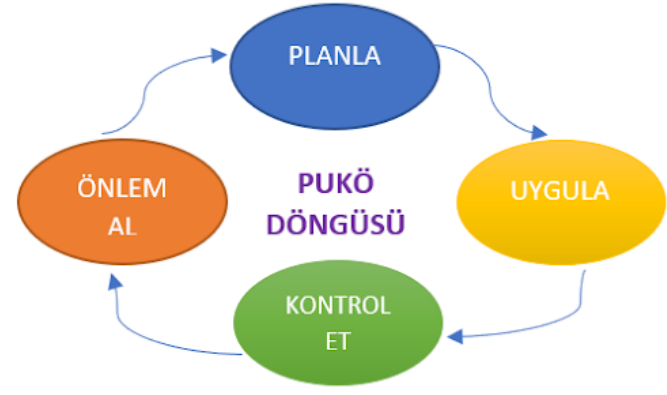 PLANLA
UYGULA
KONTROL
ET
ÖNLEM
AL
PUKÖ
DÖNGÜSÜ